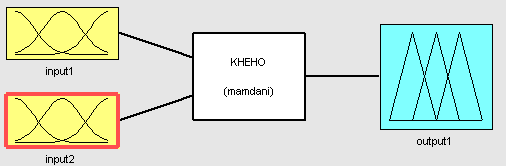 input1
KHEHO
(mamdani)
output1
input2